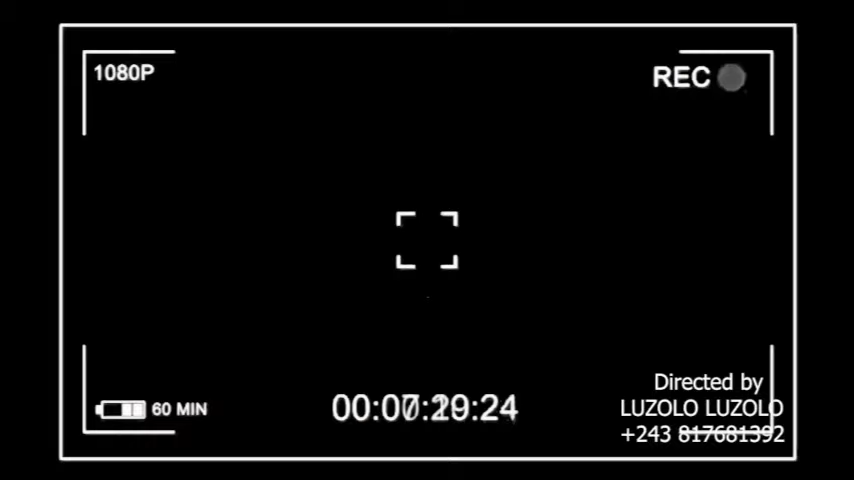 1080P
REC
60 MIN
Directed by
LUZOLO LUZOLO
+243 817681392